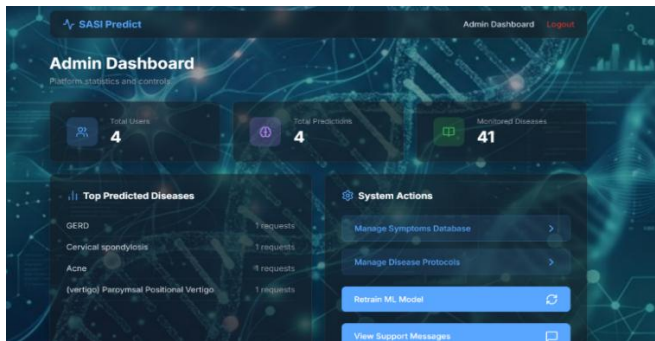 SASI Predict
Admin Dashboard Logout
Admin Dashboard
Platform statistics and controls
Total Users
4
Total Predictions
4
Monitored Diseases
41
Top Predicted Diseases
GERD 1 requests
Cervical spondylosis 1 requests
Acne 1 requests
(vertigo) Paroymsal Positional Vertigo 1 requests
System Actions
Manage Symptoms Database
Manage Disease Protocols
Retrain ML Model
View Support Messages